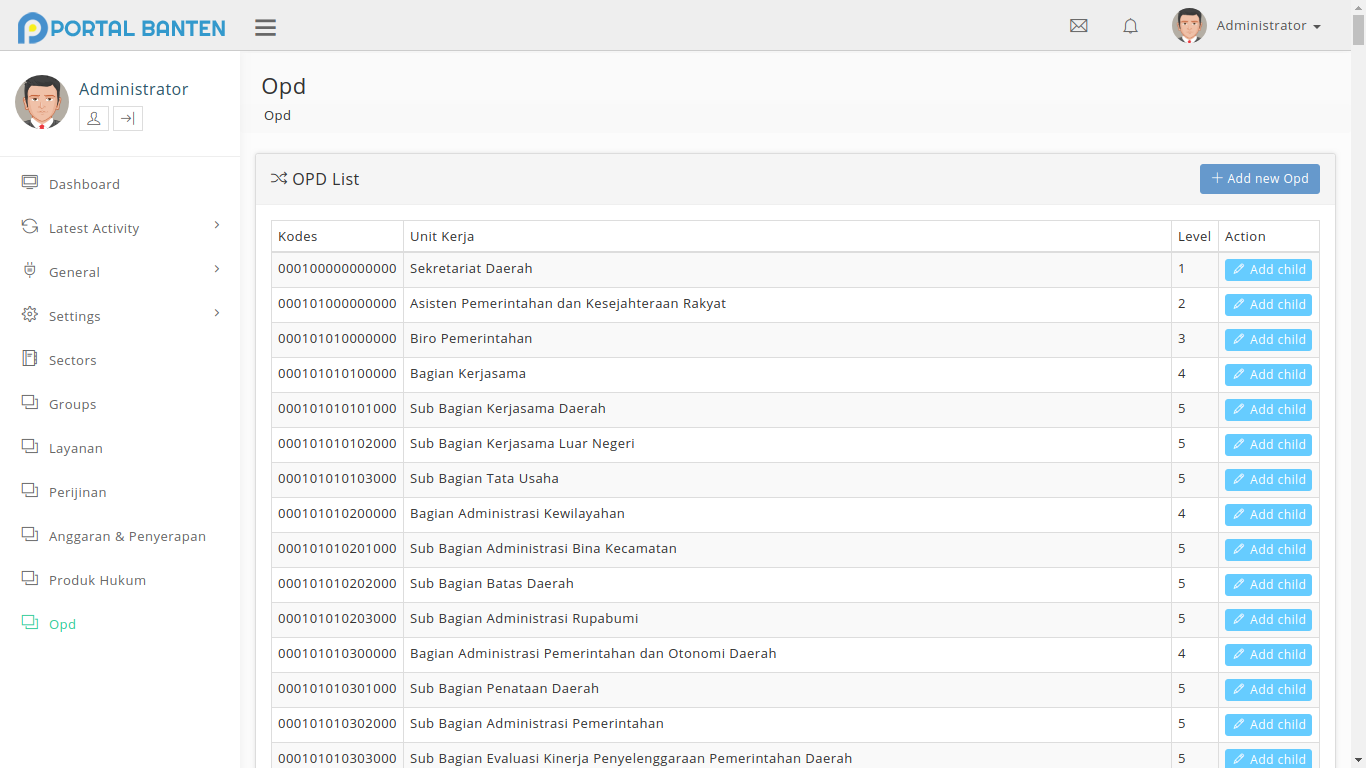 PORTAL BANTEN
Administrator
Administrator
Dashboard
Latest Activity
General
Settings
Sectors
Groups
Layanan
Perijinan
Anggaran & Penyerapan
Produk Hukum
Opd
Opd
Opd
OPD List
+ Add new Opd
Kodes Unit Kerja Level Action
000100000000000 Sekretariat Daerah 1 Add child
000101000000000 Asisten Pemerintahan dan Kesejahteraan Rakyat 2 Add child
000101010000000 Biro Pemerintahan 3 Add child
000101010100000 Bagian Kerjasama 4 Add child
000101010101000 Sub Bagian Kerjasama Daerah 5 Add child
000101010102000 Sub Bagian Kerjasama Luar Negeri 5 Add child
000101010103000 Sub Bagian Tata Usaha 5 Add child
000101010200000 Bagian Administrasi Kewilayahan 4 Add child
000101010201000 Sub Bagian Administrasi Bina Kecamatan 5 Add child
000101010202000 Sub Bagian Batas Daerah 5 Add child
000101010203000 Sub Bagian Administrasi Rupabumi 5 Add child
000101010300000 Bagian Administrasi Pemerintahan dan Otonomi Daerah 4 Add child
000101010301000 Sub Bagian Penataan Daerah 5 Add child
000101010302000 Sub Bagian Administrasi Pemerintahan 5 Add child
000101010303000 Sub Bagian Evaluasi Kinerja Penyelenggaraan Pemerintahan Daerah 5 Add child